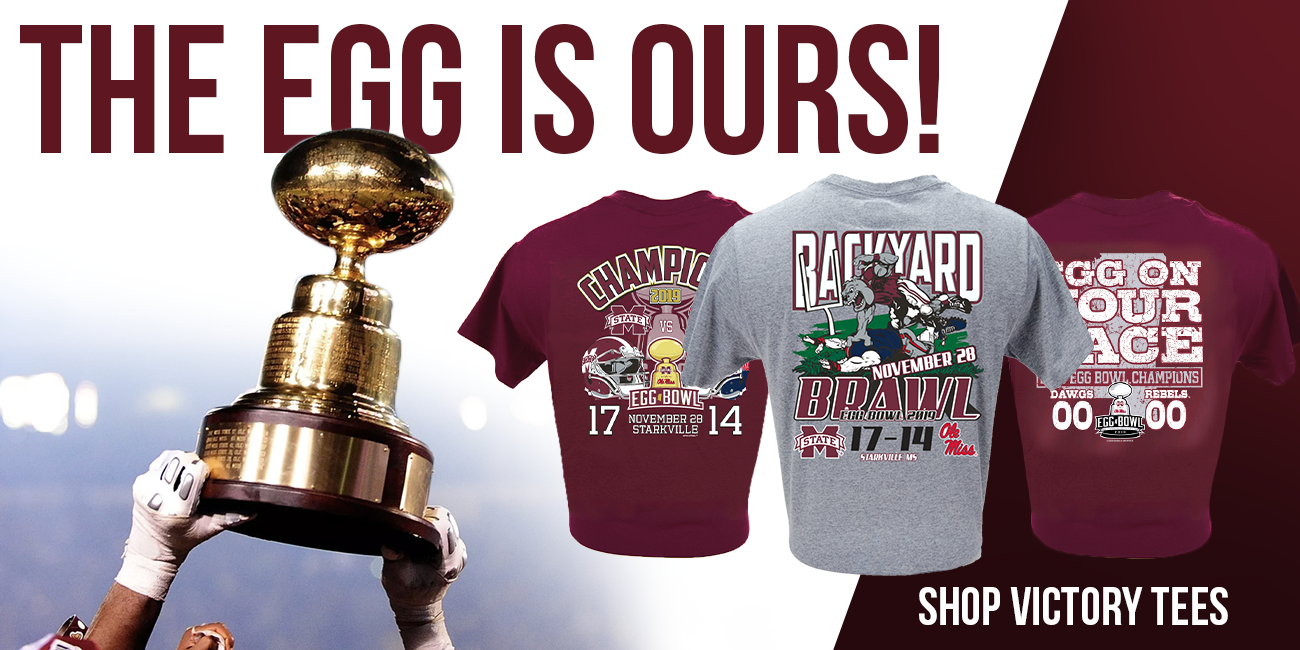 THE EGG IS OURS!
CHAMPIO
2019
STATE
VS
EGG BOWL
17
NOVEMBER 28
STARKVILLE
14
BACKYARD
NOVEMBER 28
BRAWL
EGG BOWL 2019
STATE
17-14
Ole Miss
STARKVILLE, MS
EGG ON
YOUR
FACE
EGG BOWL CHAMPIONS
DAWGS
REBELS
00
EGG BOWL
00
SHOP VICTORY TEES